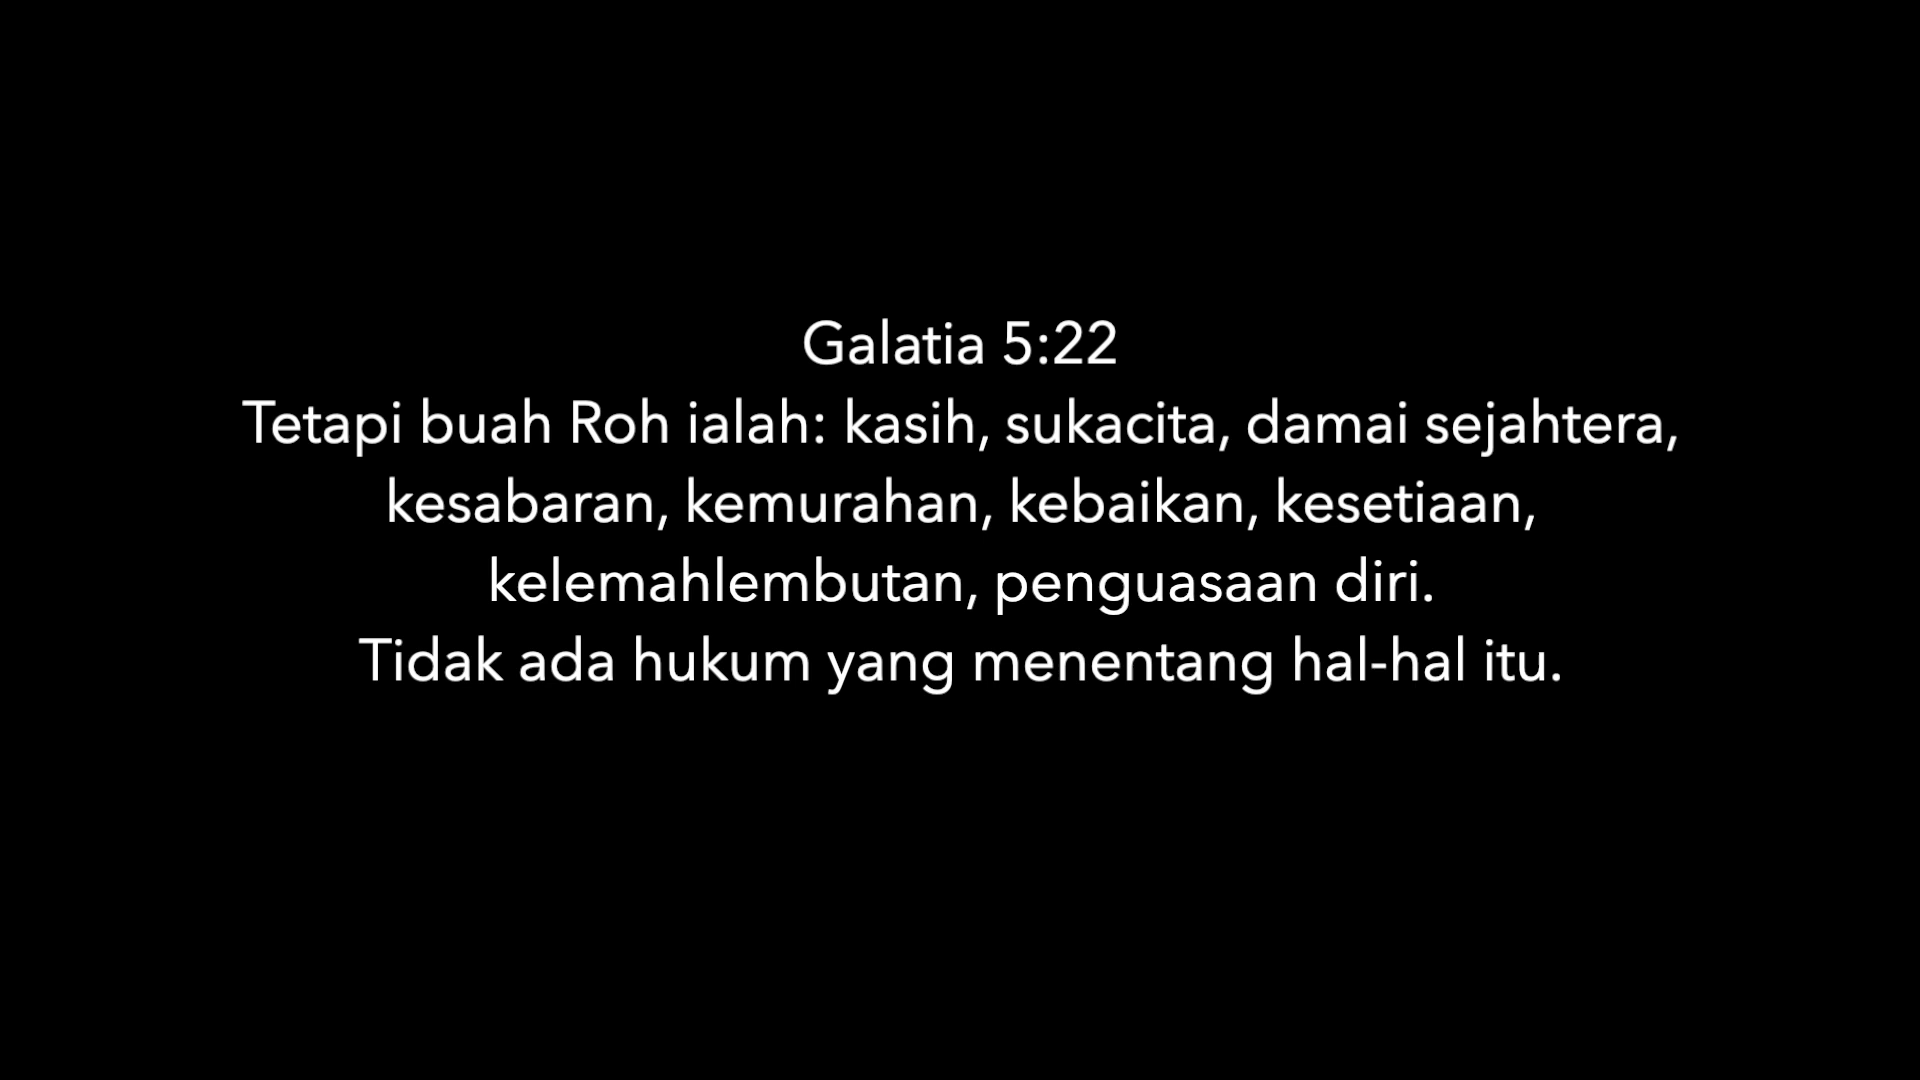 Galatia 5:22
Tetapi buah Roh ialah: kasih, sukacita, damai sejahtera,
kesabaran, kemurahan, kebaikan, kesetiaan,
kelemahlembutan, penguasaan diri.
Tidak ada hukum yang menentang hal-hal itu.